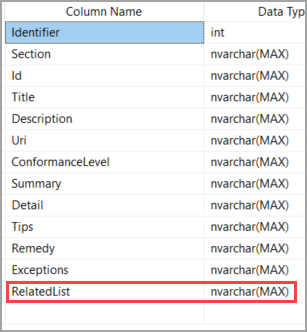 Column Name Data Typ
Identifier int
Section nvarchar(MAX)
Id nvarchar(MAX)
Title nvarchar(MAX)
Description nvarchar(MAX)
Uri nvarchar(MAX)
ConformanceLevel nvarchar(MAX)
Summary nvarchar(MAX)
Detail nvarchar(MAX)
Tips nvarchar(MAX)
Remedy nvarchar(MAX)
Exceptions nvarchar(MAX)
RelatedList nvarchar(MAX)